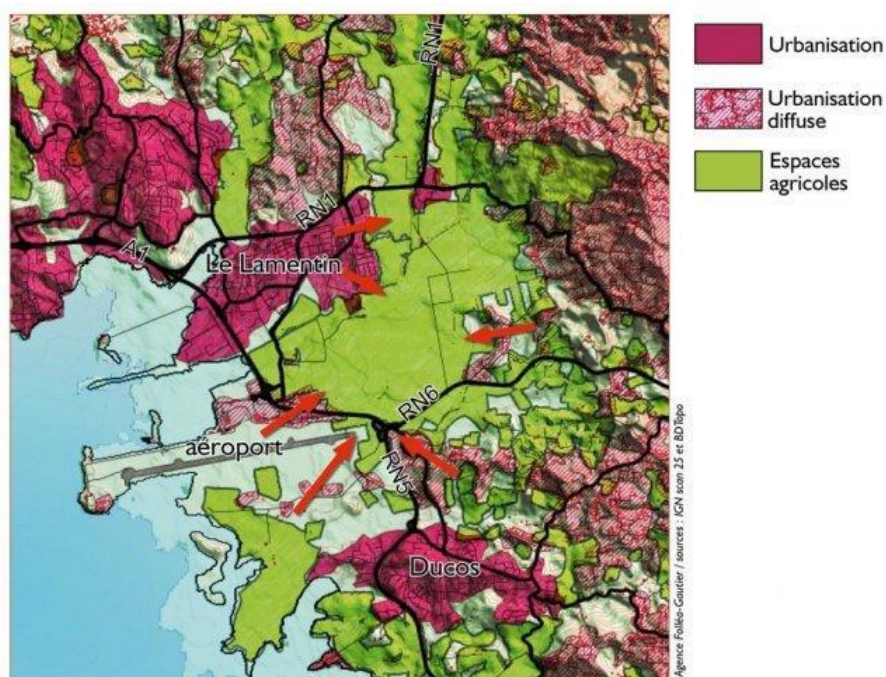 Urbanisation
Urbanisation
diffuse
Espaces
agricoles
RN1
RN1
A1
Le Lamentin
RN6
aéroport
RN5
Ducos
Agence Folléa-Gautier / sources : IGN scan 25 et BDTopo